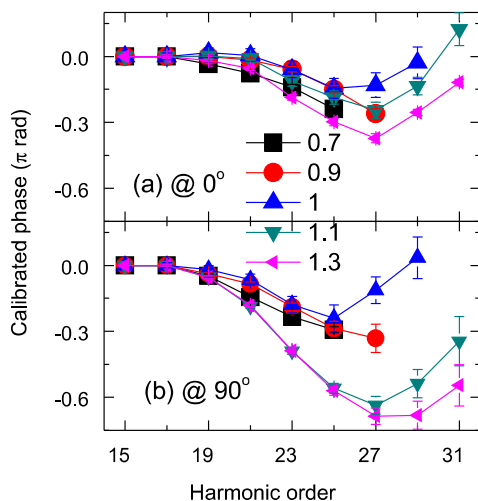 0.0
-0.3
-0.6
(a) @ 0°
0.7
0.9
1
1.1
1.3
Calibrated phase (π rad)
0.0
-0.3
-0.6
(b) @ 90°
15 19 23 27 31
Harmonic order